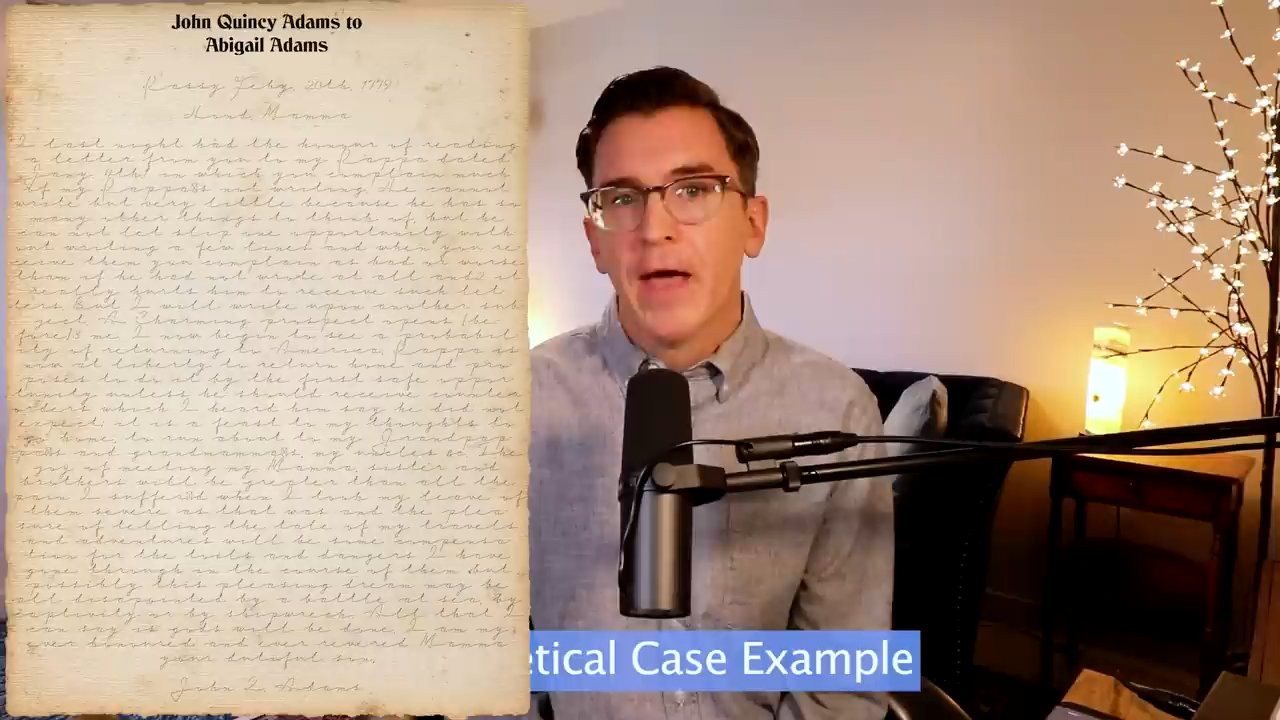 John Quincy Adams to
Abigail Adams
Passy Feby. 20th. 1779
Hond. Mamma
I last night had the honour of reading
a letter from you to my Pappa dated
Jany. 4th. in which you complain much
of my Pappa's not writing. He cannot
write but very little because he has so
many other things to think of, but he
can not let slip one opportunity with
out writing a few lines and when you re
ceive them you complain as bad or worse
than if he had not wrote at all and it
really hurts him to receive such let
ters. But I will write upon another sub
ject. A Charming prospect opens [be
fore] me I now begin to see a probabil
ity of returning to America, Pappa is
now at liberty to return home and pro
poses to do it by the first safe oppor
tunity unless he should receive counter
orders which I heard him say he did not
expect; it is a feast to my thoughts to
go home, to run about to my Grandpap
pa's at grandmamma's, my uncles &c. the
joy of meeting my Mamma, sister and
brothers will be greater than all the
pain I suffer'd when I took my leave of
them severe as that was and the plea
sure of telling the tale of my travels
and adventures will be some compensa
tion for the toils and dangers I have
gone through in the course of them but
possibly this pleasing dream may be
all disapointed by a battle at sea, by
captivity or by shipwreck All that I
can say is gods will be done, I am my
ever honoured and ever revered Mamma
your dutiful son,
John Q. Adams
etical Case Example